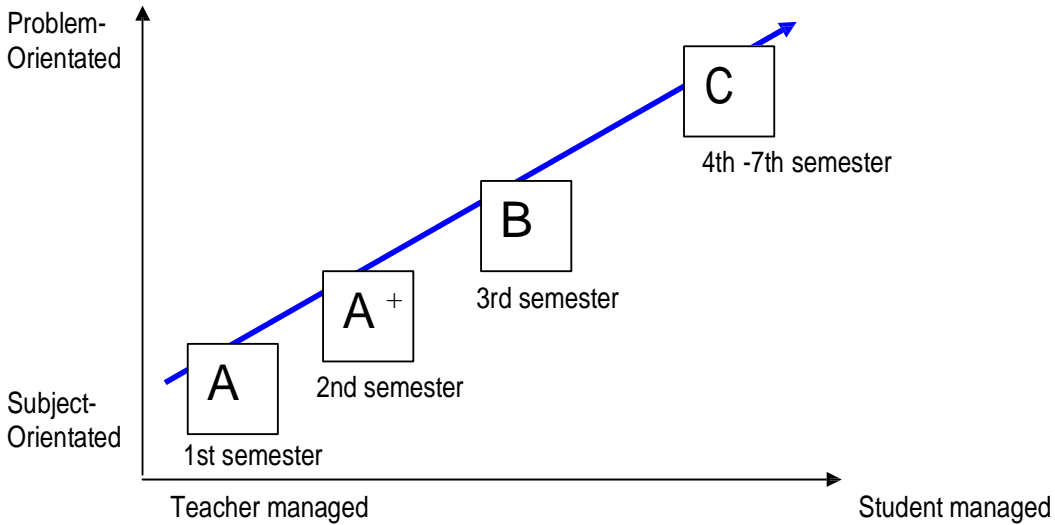 Problem-
Orientated
C
4th -7th semester
B
3rd semester
A +
2nd semester
A
1st semester
Subject-
Orientated
Teacher managed
Student managed